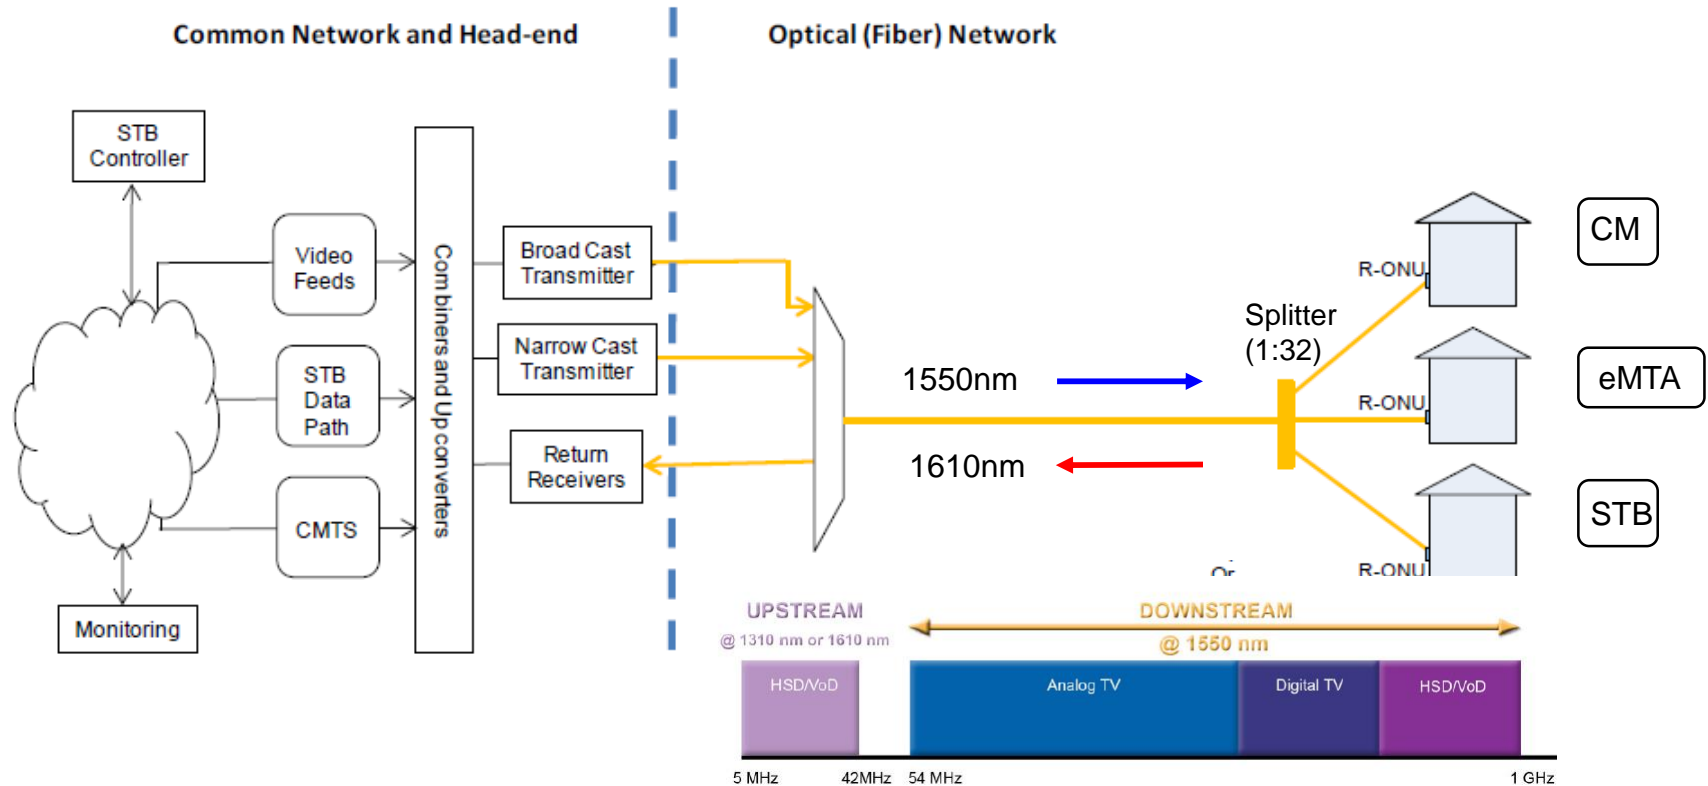 Common Network and Head-end
Optical (Fiber) Network
STB
Controller
Video
Feeds
STB
Data
Path
CMTS
Monitoring
Combiners and Up converters
Broad Cast
Transmitter
Narrow Cast
Transmitter
Return
Receivers
1550nm
1610nm
Splitter
(1:32)
R-ONU
R-ONU
R-ONU
CM
eMTA
STB
Or
UPSTREAM
@ 1310 nm or 1610 nm
DOWNSTREAM
@ 1550 nm
HSD/VoD
Analog TV
Digital TV
HSD/VoD
5 MHz
42MHz
54 MHz
1 GHz